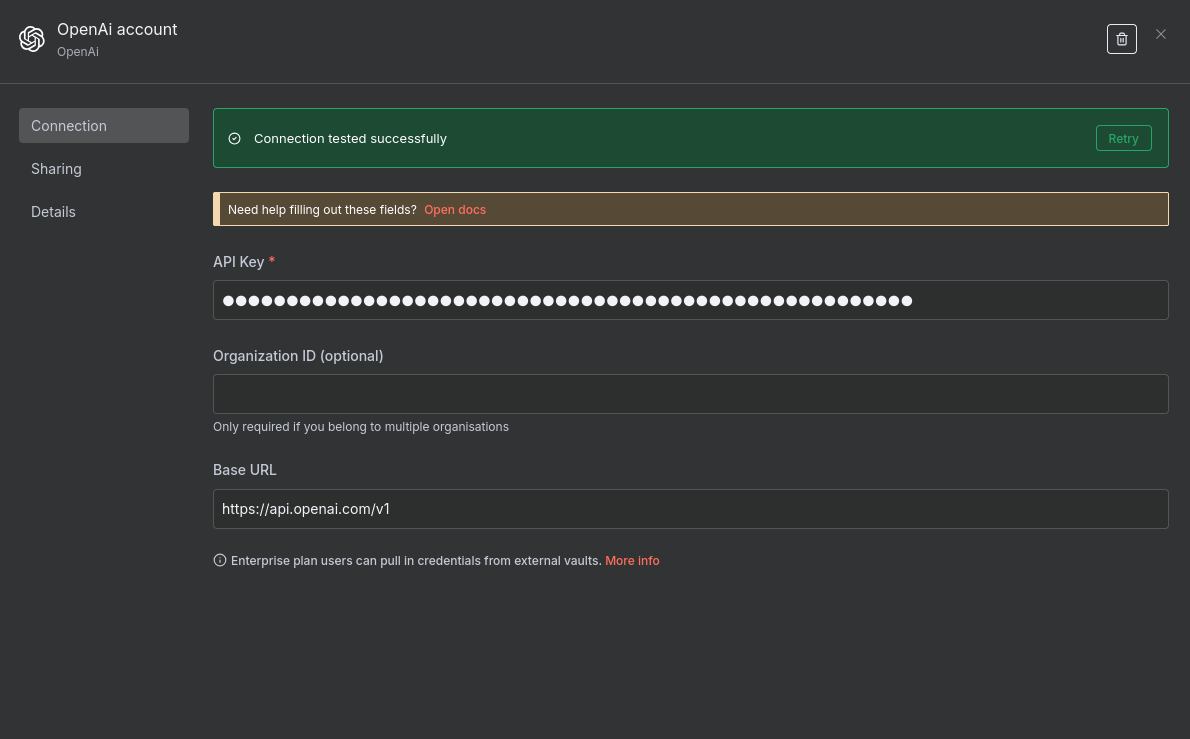 OpenAi account
OpenAi
Connection
Sharing
Details
Connection tested successfully
Retry
Need help filling out these fields? Open docs
API Key *
Organization ID (optional)
Only required if you belong to multiple organisations
Base URL
https://api.openai.com/v1
Enterprise plan users can pull in credentials from external vaults. More info